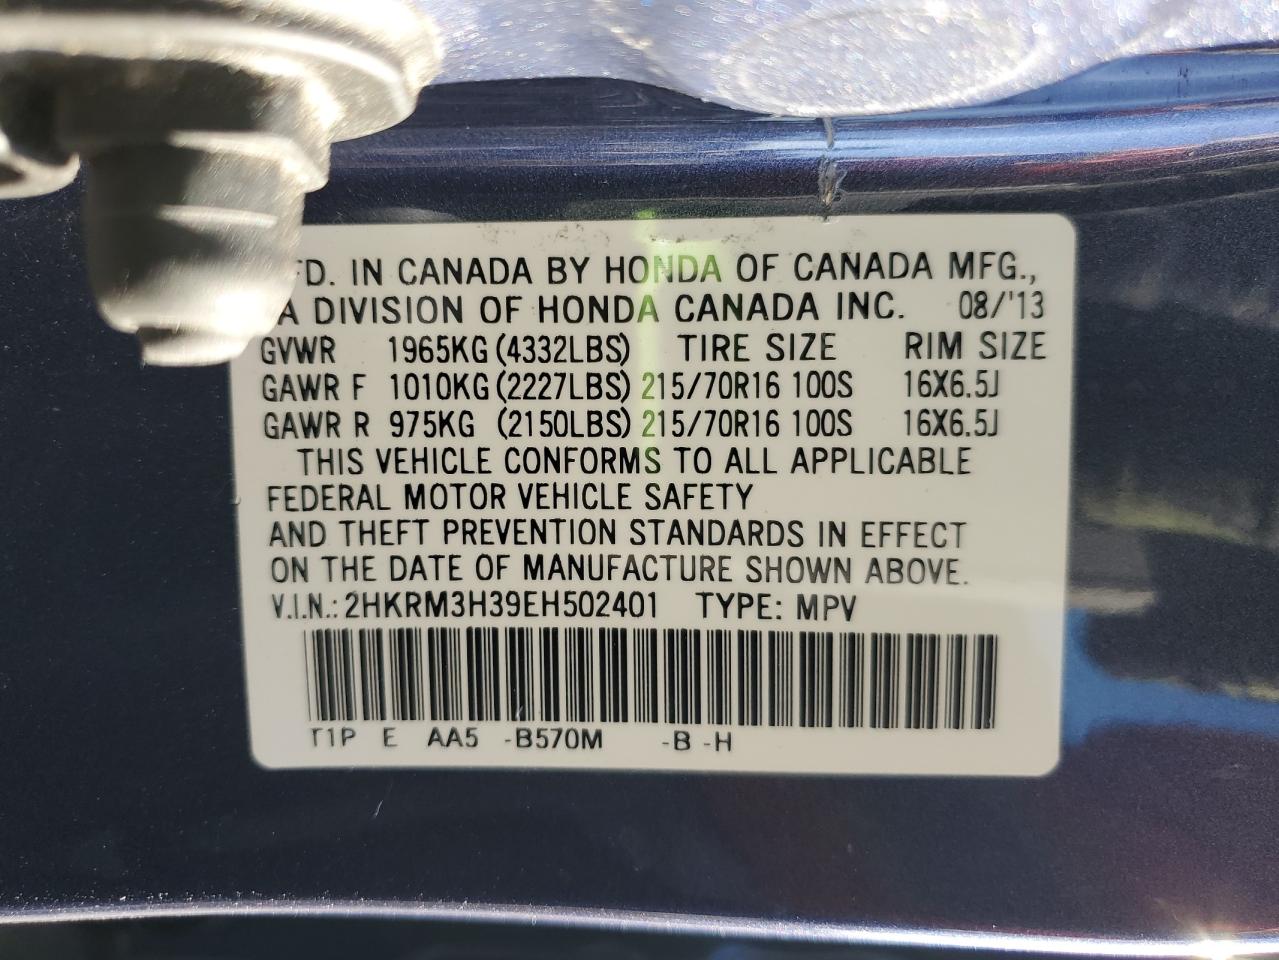 FD. IN CANADA BY HONDA OF CANADA MFG.,
A DIVISION OF HONDA CANADA INC. 08/'13
GVWR 1965KG (4332LBS) TIRE SIZE RIM SIZE
GAWR F 1010KG (2227LBS) 215/70R16 100S 16X6.5J
GAWR R 975KG (2150LBS) 215/70R16 100S 16X6.5J
THIS VEHICLE CONFORMS TO ALL APPLICABLE
FEDERAL MOTOR VEHICLE SAFETY
AND THEFT PREVENTION STANDARDS IN EFFECT
ON THE DATE OF MANUFACTURE SHOWN ABOVE.
V.I.N.: 2HKRM3H39EH502401 TYPE: MPV
T1P E AA5 -B570M -B -H